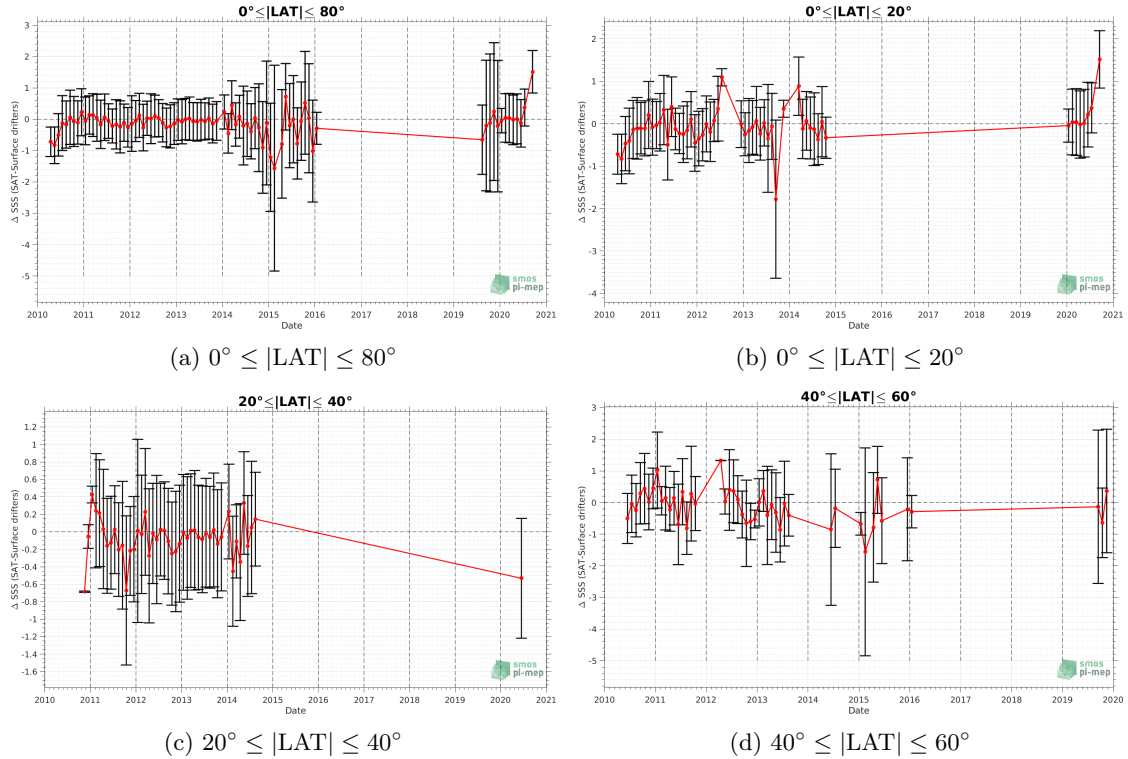 0°≤|LAT|≤ 80°
Δ SSS (SAT-Surface drifters)
3
2
1
0
-1
-2
-3
-4
-5
2010 2011 2012 2013 2014 2015 2016 2017 2018 2019 2020 2021
Date
smos
pi-mep
(a) 0° ≤ |LAT| ≤ 80°
0°≤|LAT|≤ 20°
Δ SSS (SAT-Surface drifters)
2
1
0
-1
-2
-3
-4
2010 2011 2012 2013 2014 2015 2016 2017 2018 2019 2020 2021
Date
smos
pi-mep
(b) 0° ≤ |LAT| ≤ 20°
20°≤|LAT|≤ 40°
Δ SSS (SAT-Surface drifters)
1.2
1
0.8
0.6
0.4
0.2
0
-0.2
-0.4
-0.6
-0.8
-1
-1.2
-1.4
-1.6
2010 2011 2012 2013 2014 2015 2016 2017 2018 2019 2020 2021
Date
smos
pi-mep
(c) 20° ≤ |LAT| ≤ 40°
40°≤|LAT|≤ 60°
Δ SSS (SAT-Surface drifters)
3
2
1
0
-1
-2
-3
-4
-5
2010 2011 2012 2013 2014 2015 2016 2017 2018 2019 2020
Date
smos
pi-mep
(d) 40° ≤ |LAT| ≤ 60°